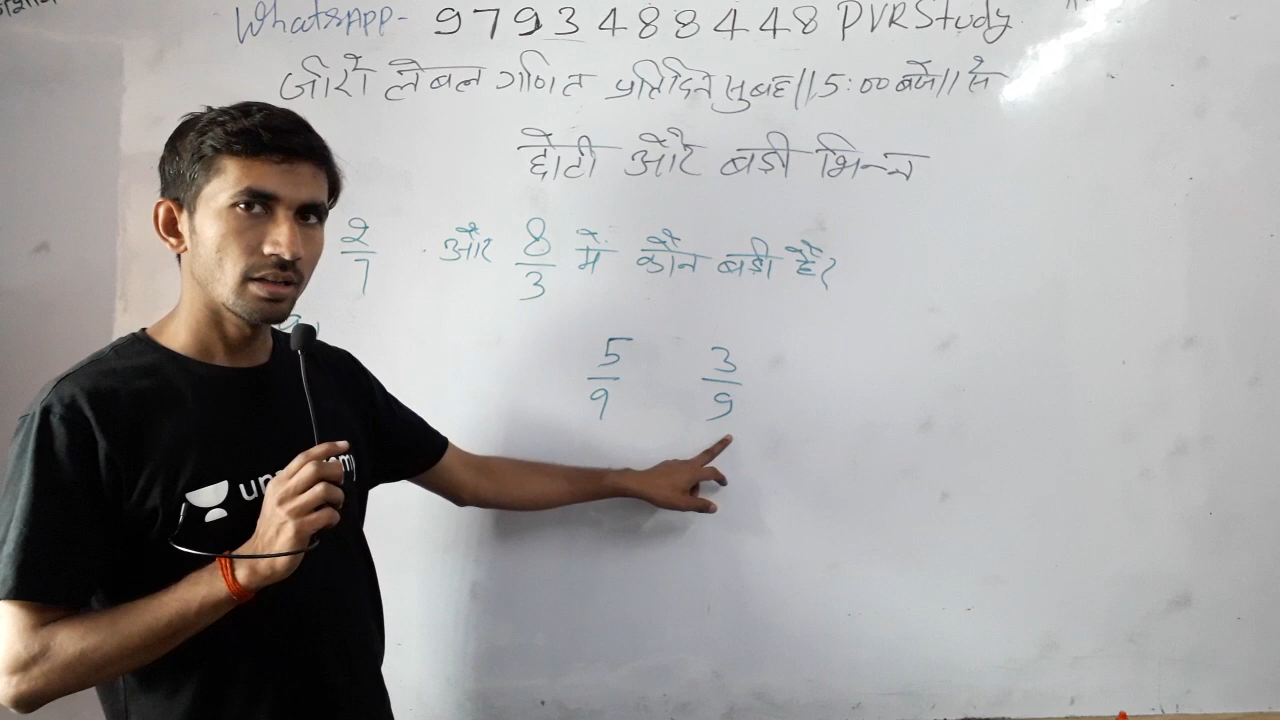 WhatsApp- 9793488448 PVRStudy
जीरो लेबल गणित प्रतिदिन सुबह||5:00 बजे|| से
छोटी और बड़ी भिन्न
2/7 और 8/3 में कौन बड़ी है?
5/9 3/9